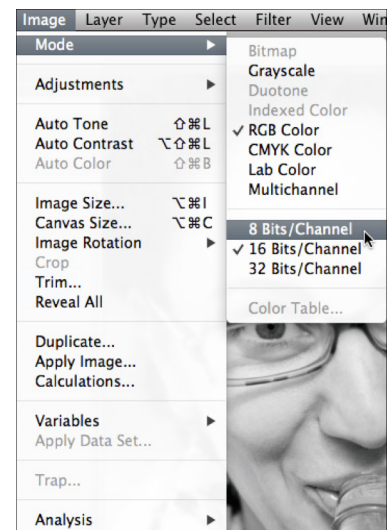 Image Layer Type Select Filter View Win
Mode ▶
Adjustments ▶
Auto Tone ⇧⌘L
Auto Contrast ⌥⇧⌘L
Auto Color ⇧⌘B
Image Size... ⌥⌘I
Canvas Size... ⌥⌘C
Image Rotation ▶
Crop
Trim...
Reveal All
Duplicate...
Apply Image...
Calculations...
Variables ▶
Apply Data Set...
Trap...
Analysis ▶
Bitmap
Grayscale
Duotone
Indexed Color
✓ RGB Color
CMYK Color
Lab Color
Multichannel
8 Bits/Channel
✓ 16 Bits/Channel
32 Bits/Channel
Color Table...